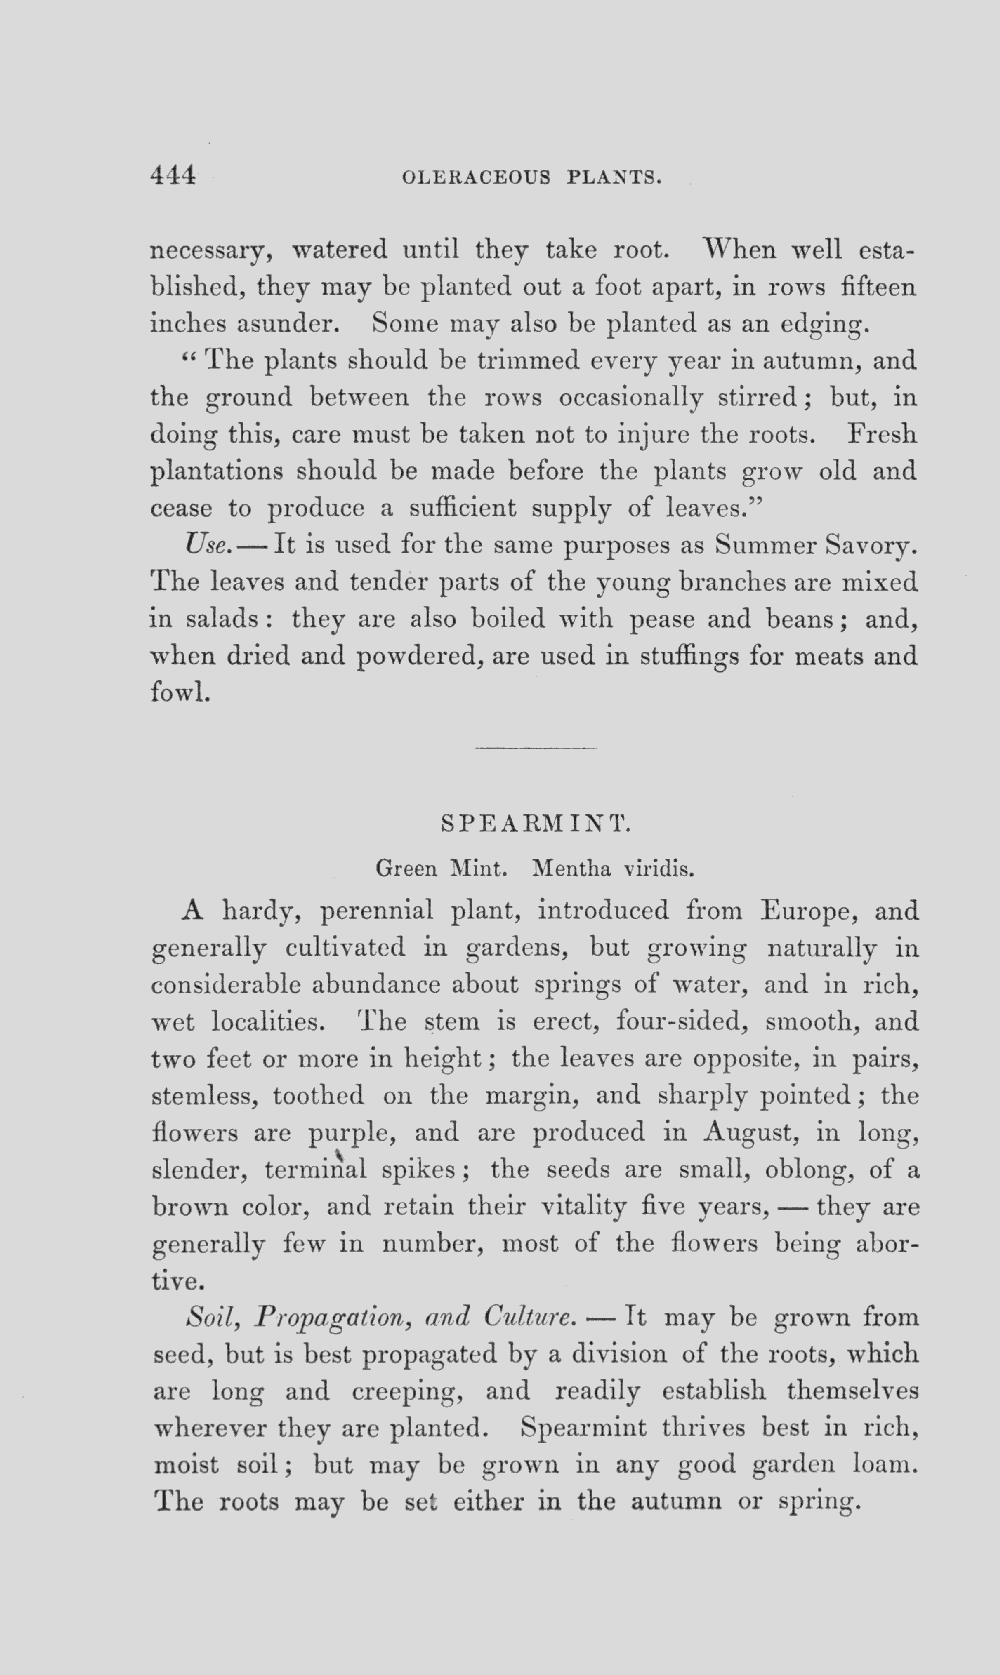 444 OLERACEOUS PLANTS.
necessary, watered until they take root. When well esta-
blished, they may be planted out a foot apart, in rows fifteen
inches asunder. Some may also be planted as an edging.
“ The plants should be trimmed every year in autumn, and
the ground between the rows occasionally stirred; but, in
doing this, care must be taken not to injure the roots. Fresh
plantations should be made before the plants grow old and
cease to produce a sufficient supply of leaves.”
Use. — It is used for the same purposes as Summer Savory.
The leaves and tender parts of the young branches are mixed
in salads: they are also boiled with pease and beans; and,
when dried and powdered, are used in stuffings for meats and
fowl.
SPEARMINT.
Green Mint. Mentha viridis.
A hardy, perennial plant, introduced from Europe, and
generally cultivated in gardens, but growing naturally in
considerable abundance about springs of water, and in rich,
wet localities. The stem is erect, four-sided, smooth, and
two feet or more in height; the leaves are opposite, in pairs,
stemless, toothed on the margin, and sharply pointed; the
flowers are purple, and are produced in August, in long,
slender, terminal spikes; the seeds are small, oblong, of a
brown color, and retain their vitality five years, — they are
generally few in number, most of the flowers being abor-
tive.
Soil, Propagation, and Culture. — It may be grown from
seed, but is best propagated by a division of the roots, which
are long and creeping, and readily establish themselves
wherever they are planted. Spearmint thrives best in rich,
moist soil; but may be grown in any good garden loam.
The roots may be set either in the autumn or spring.